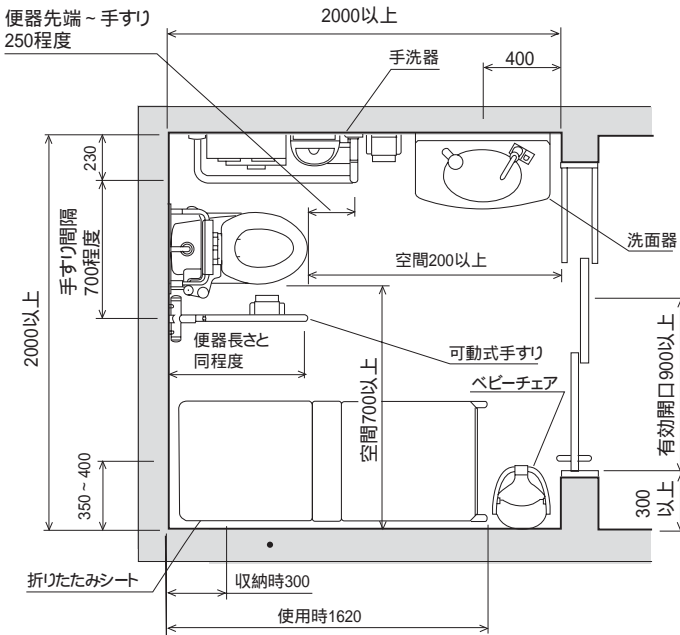 便器先端~手すり
250程度
2000以上
手洗器
400
230
手すり間隔
700程度
2000以上
洗面器
空間200以上
便器長さと
同程度
可動式手すり
ベビーチェア
空間700以上
有効開口900以上
350~400
300
以上
折りたたみシート
収納時300
使用時1620